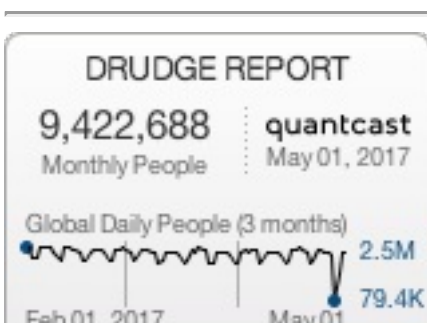 DRUDGE REPORT
9,422,688
Monthly People
quantcast
May 01, 2017
Global Daily People (3 months)
2.5M
79.4K
Feb 01, 2017
May 01